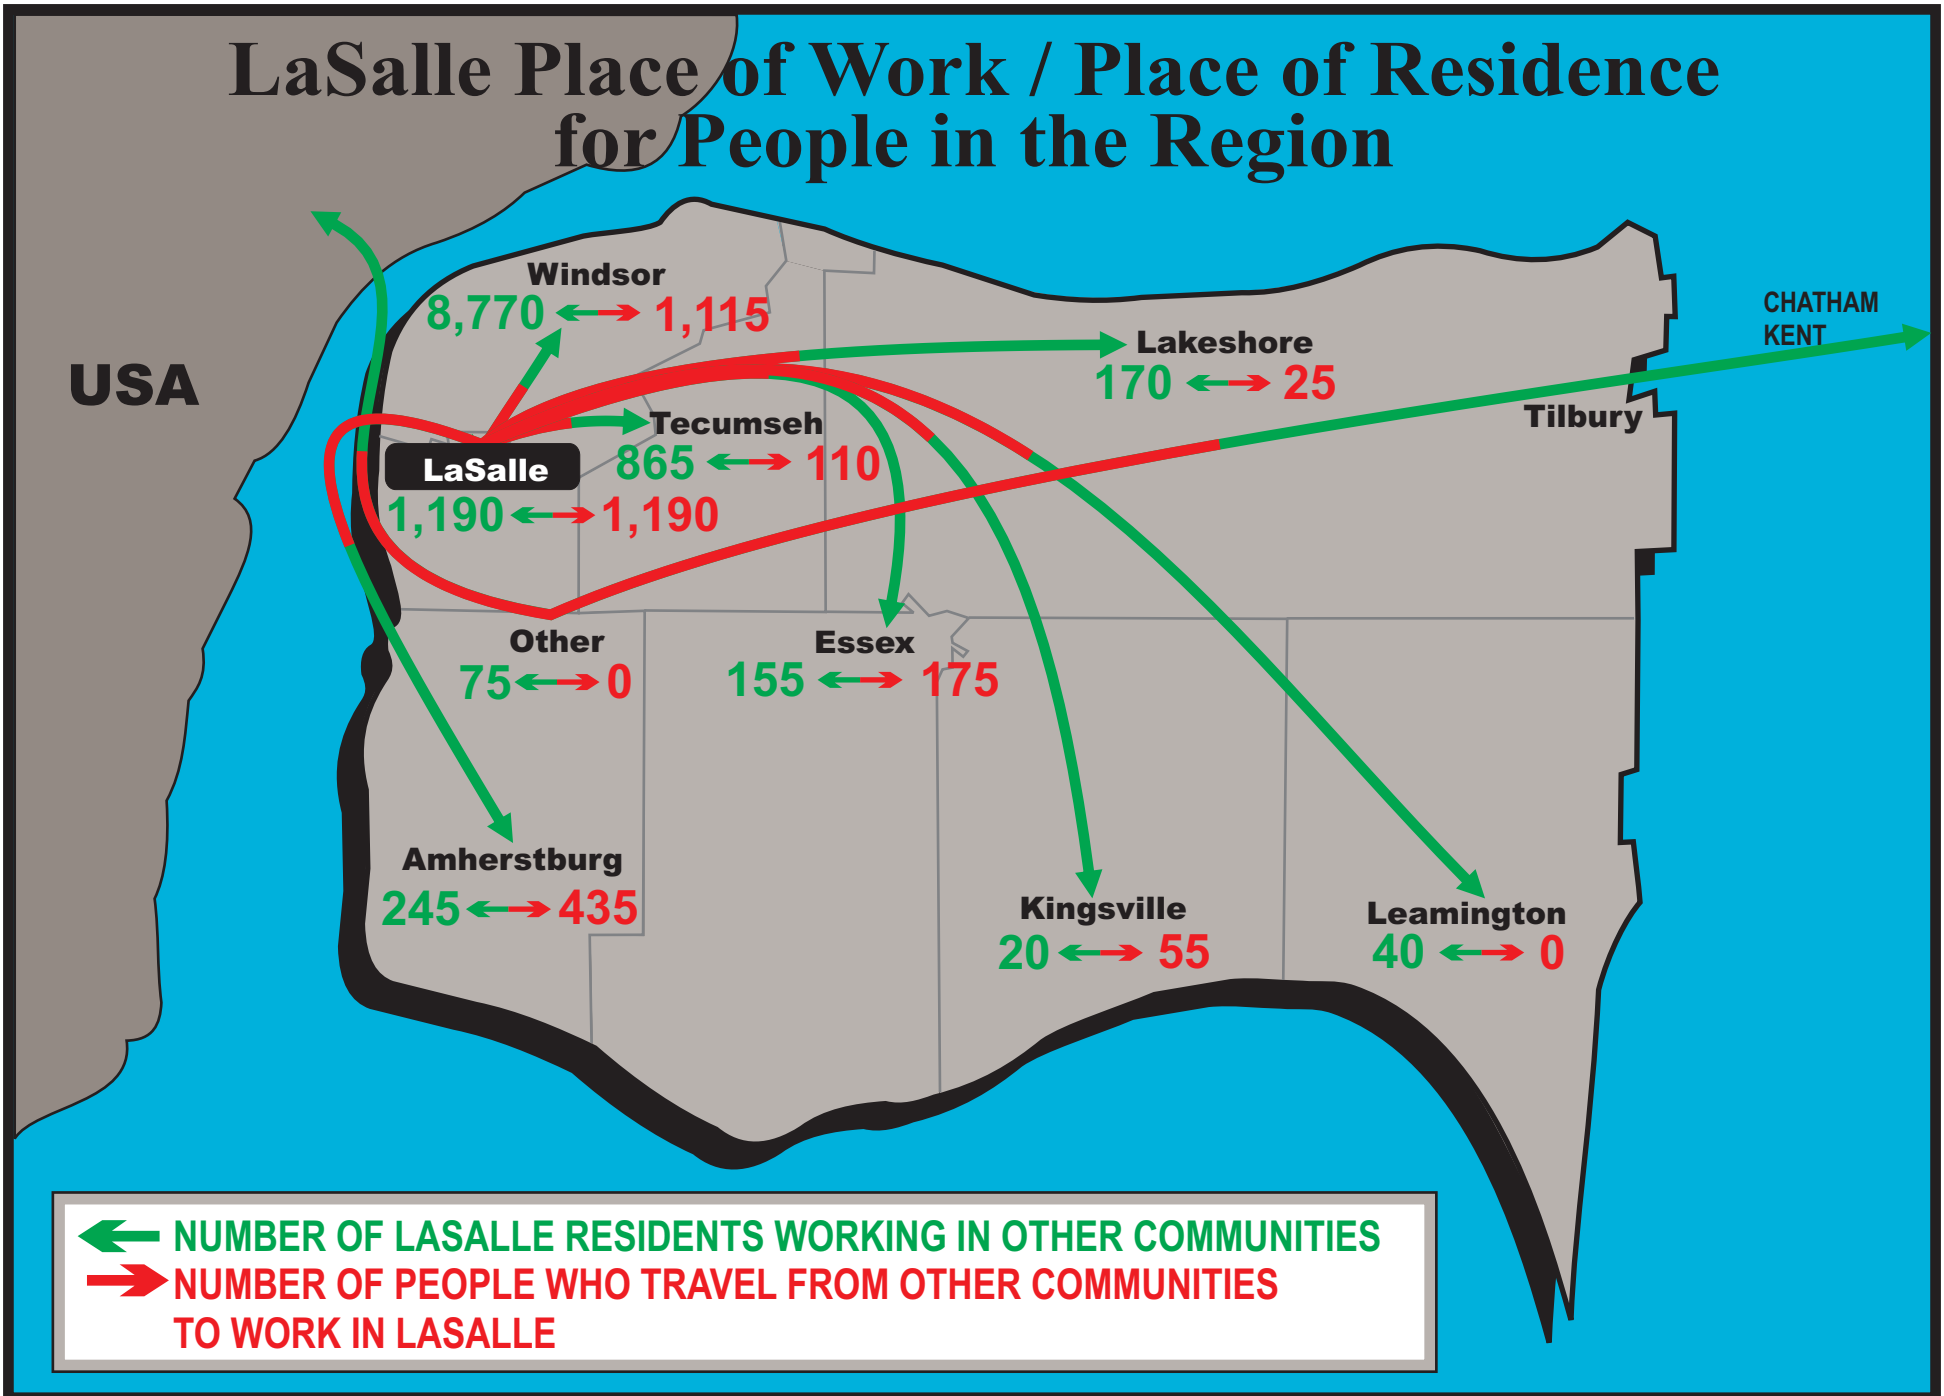 LaSalle Place of Work / Place of Residence
for People in the Region
USA
Windsor
8,770 1,115
CHATHAM
KENT
Lakeshore
170 25
Tilbury
Tecumseh
865 110
LaSalle
1,190 1,190
Other
75 0
Essex
155 175
Amherstburg
245 435
Kingsville
20 55
Leamington
40 0
NUMBER OF LASALLE RESIDENTS WORKING IN OTHER COMMUNITIES
NUMBER OF PEOPLE WHO TRAVEL FROM OTHER COMMUNITIES
TO WORK IN LASALLE